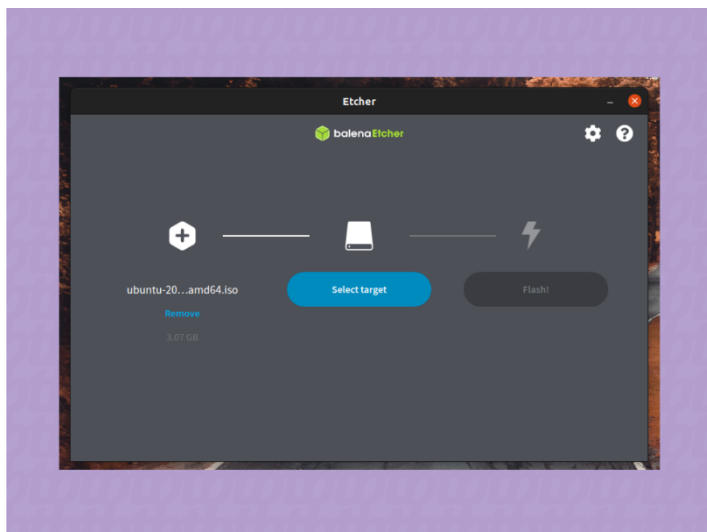 Etcher
balenaEtcher
ubuntu-20...amd64.iso
Select target
Flash!
Remove
3.07 GB